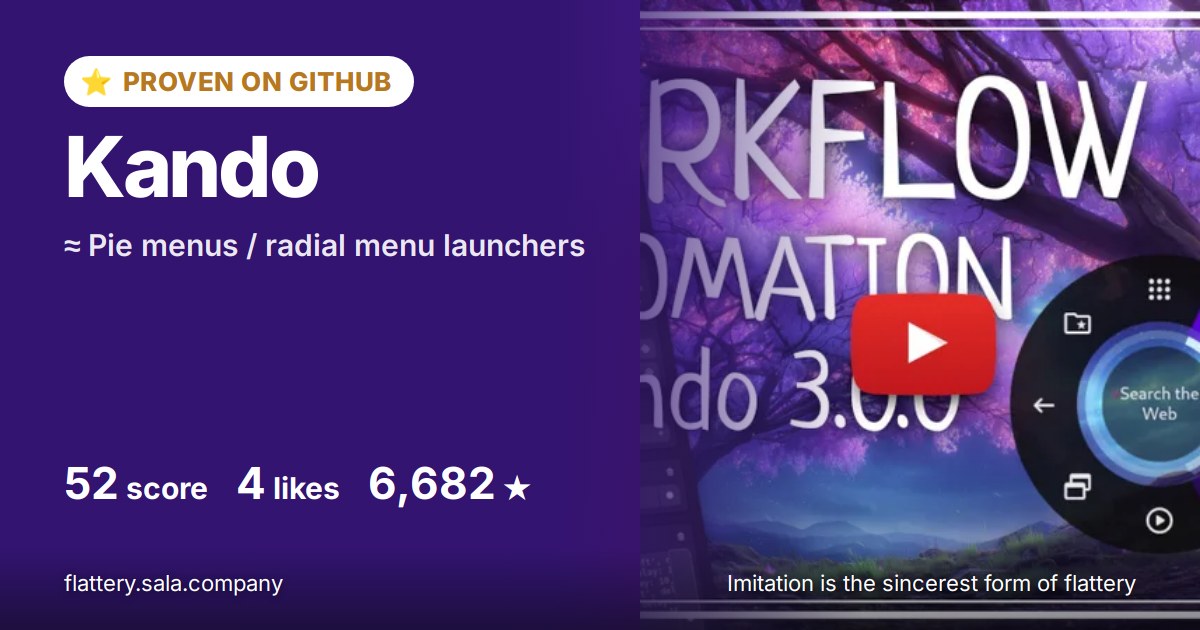 ⭐ PROVEN ON GITHUB
Kando
≈ Pie menus / radial menu launchers
52 score 4 likes 6,682 ★
flattery.sala.company
RKFLOW
OMATION
ndo 3.0.0
Search the
Web
Imitation is the sincerest form of flattery